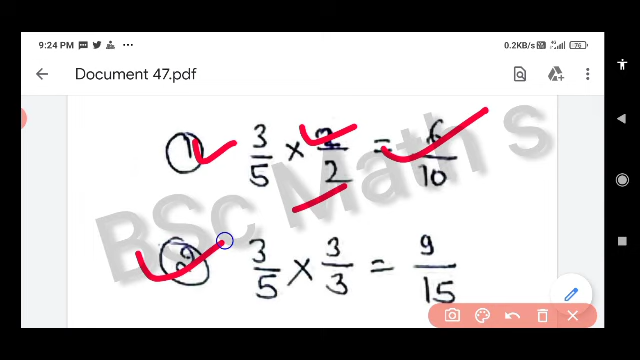 9:24 PM ... 0.2KB/s 76
Document 47.pdf
① 3/5 × 2/2 = 6/10
② 3/5 × 3/3 = 9/15
BSc Maths